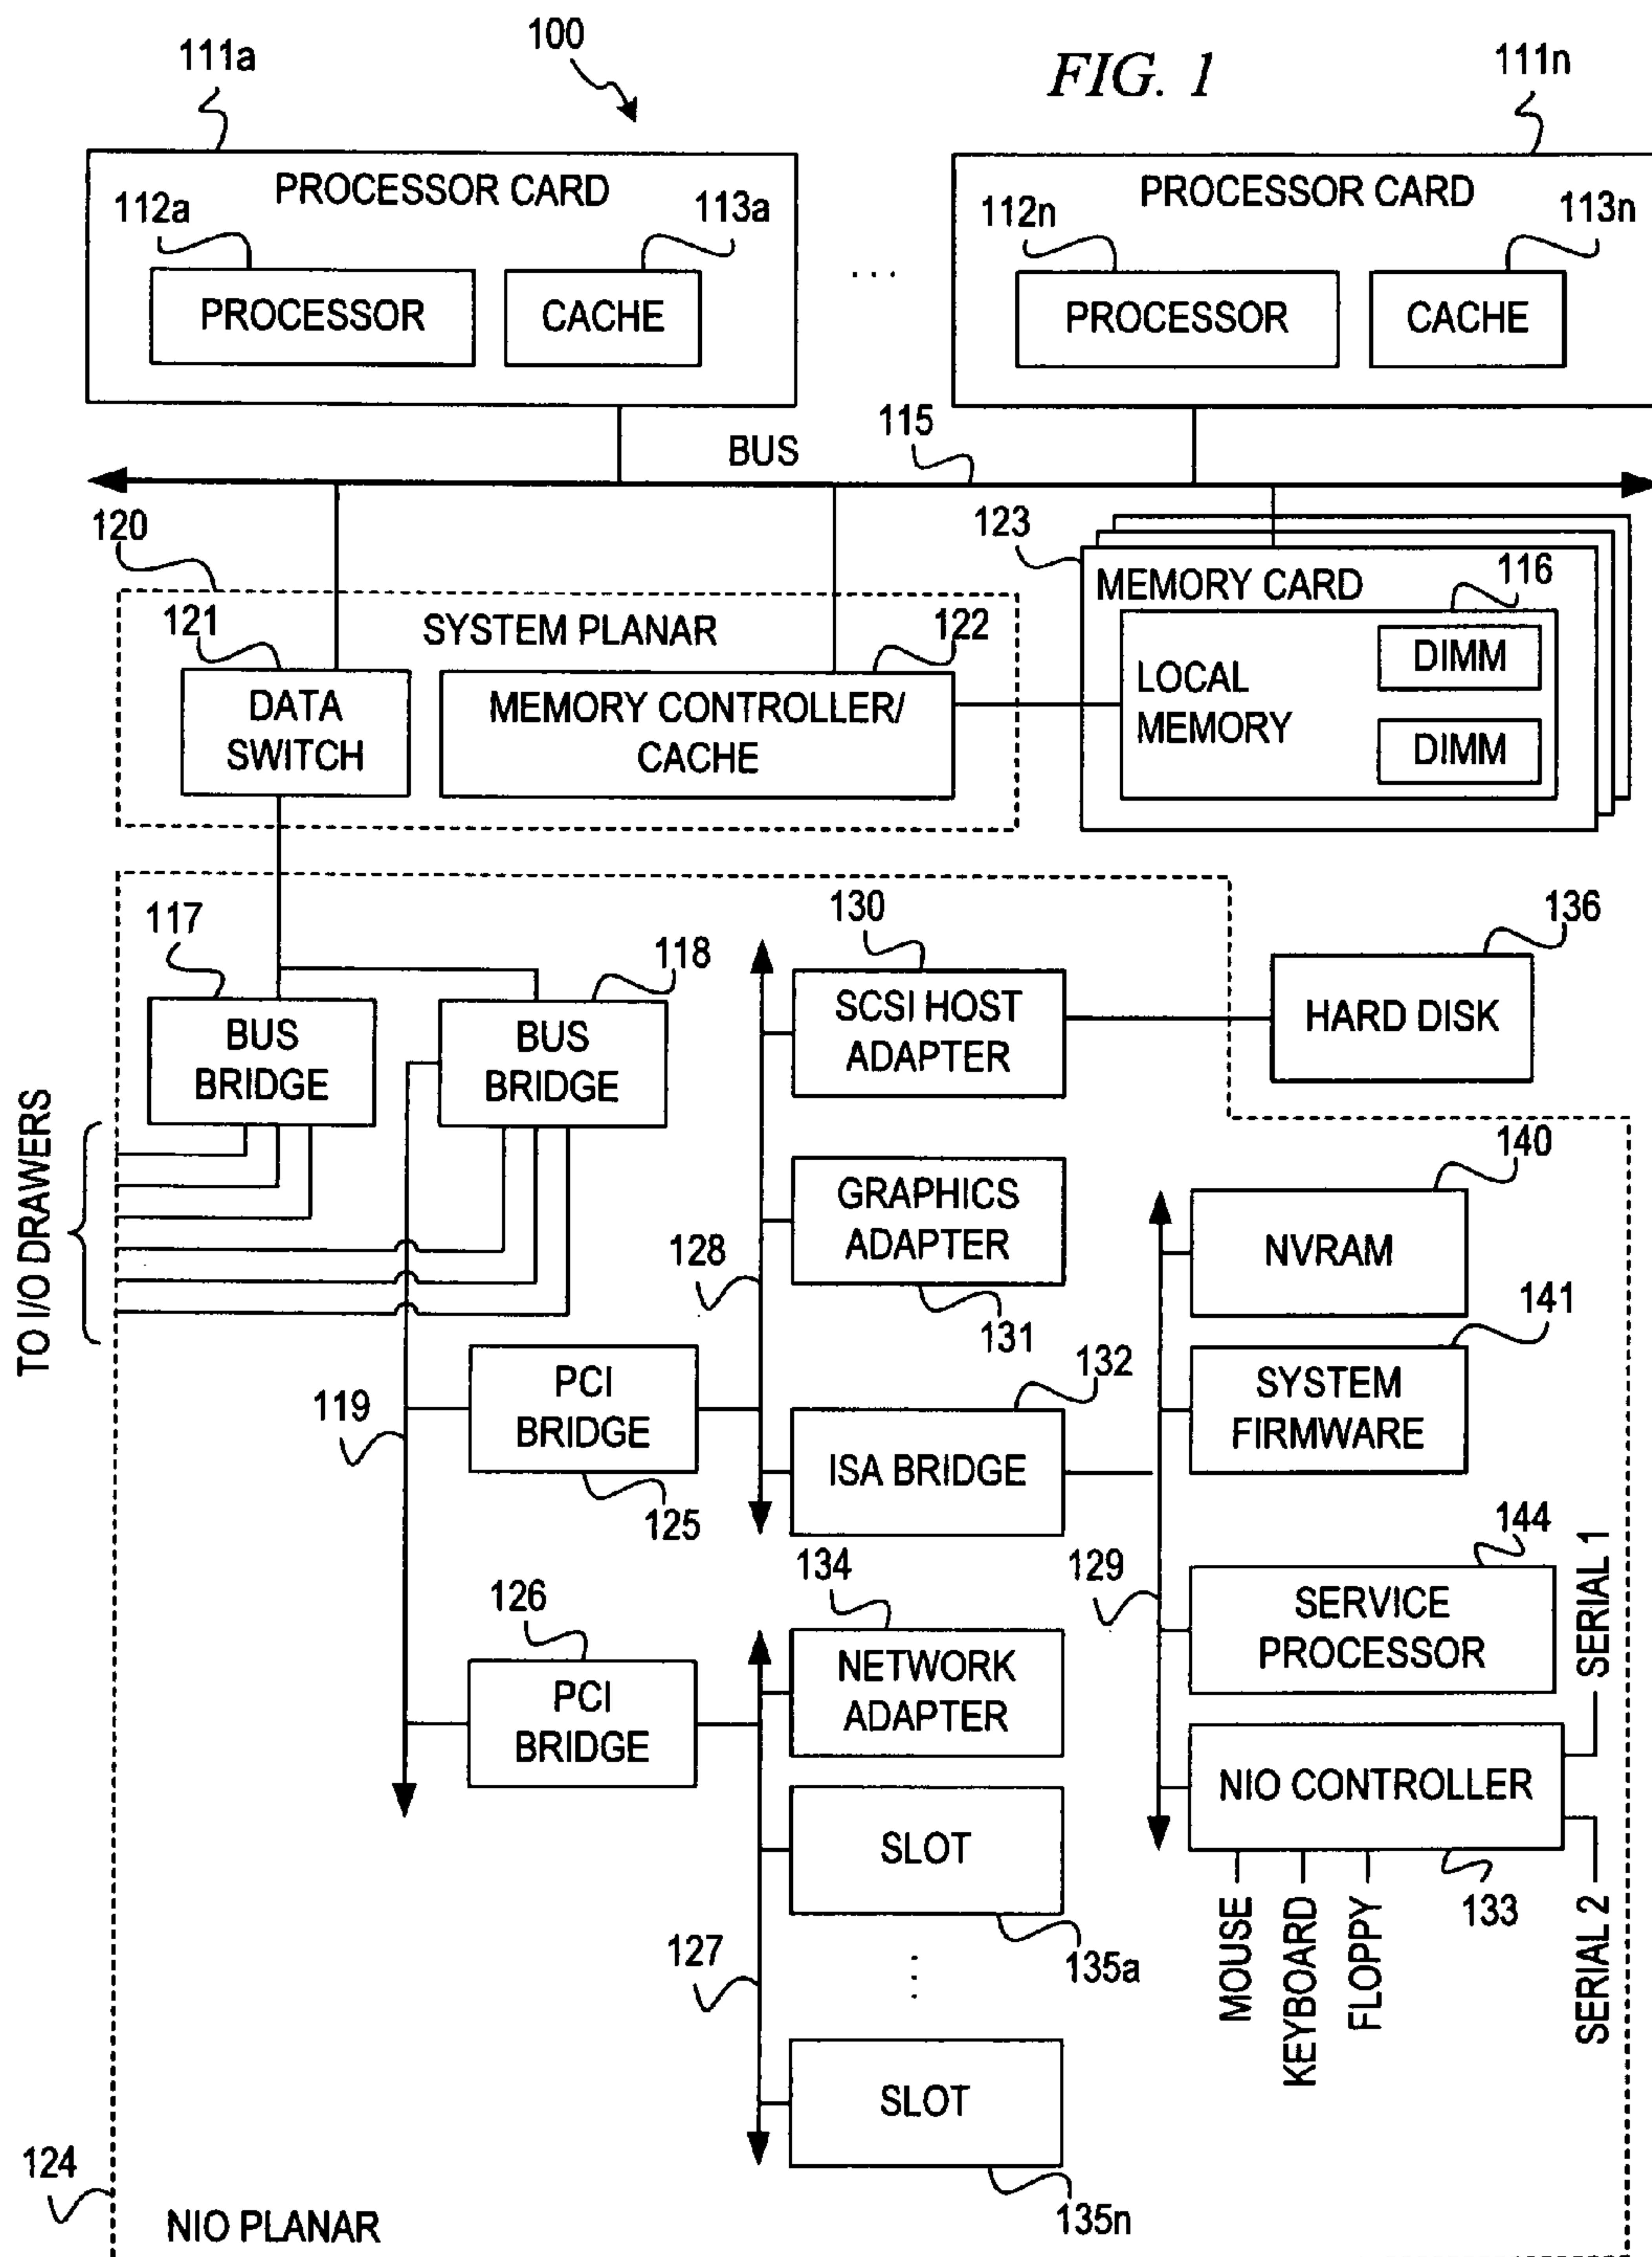 100
FIG. 1
111a
111n
PROCESSOR CARD
112a
113a
PROCESSOR
CACHE
...
PROCESSOR CARD
112n
113n
PROCESSOR
CACHE
BUS
115
120
121
SYSTEM PLANAR
122
DATA
SWITCH
MEMORY CONTROLLER/
CACHE
123
MEMORY CARD
116
LOCAL
MEMORY
DIMM
DIMM
117
118
BUS
BRIDGE
BUS
BRIDGE
TO I/O DRAWERS
130
SCSI HOST
ADAPTER
136
HARD DISK
128
GRAPHICS
ADAPTER
131
140
NVRAM
141
SYSTEM
FIRMWARE
119
PCI
BRIDGE
125
132
ISA BRIDGE
129
144
SERVICE
PROCESSOR
SERIAL 1
126
PCI
BRIDGE
134
NETWORK
ADAPTER
NIO CONTROLLER
133
MOUSE
KEYBOARD
FLOPPY
SERIAL 2
127
SLOT
135a
...
SLOT
135n
124
NIO PLANAR